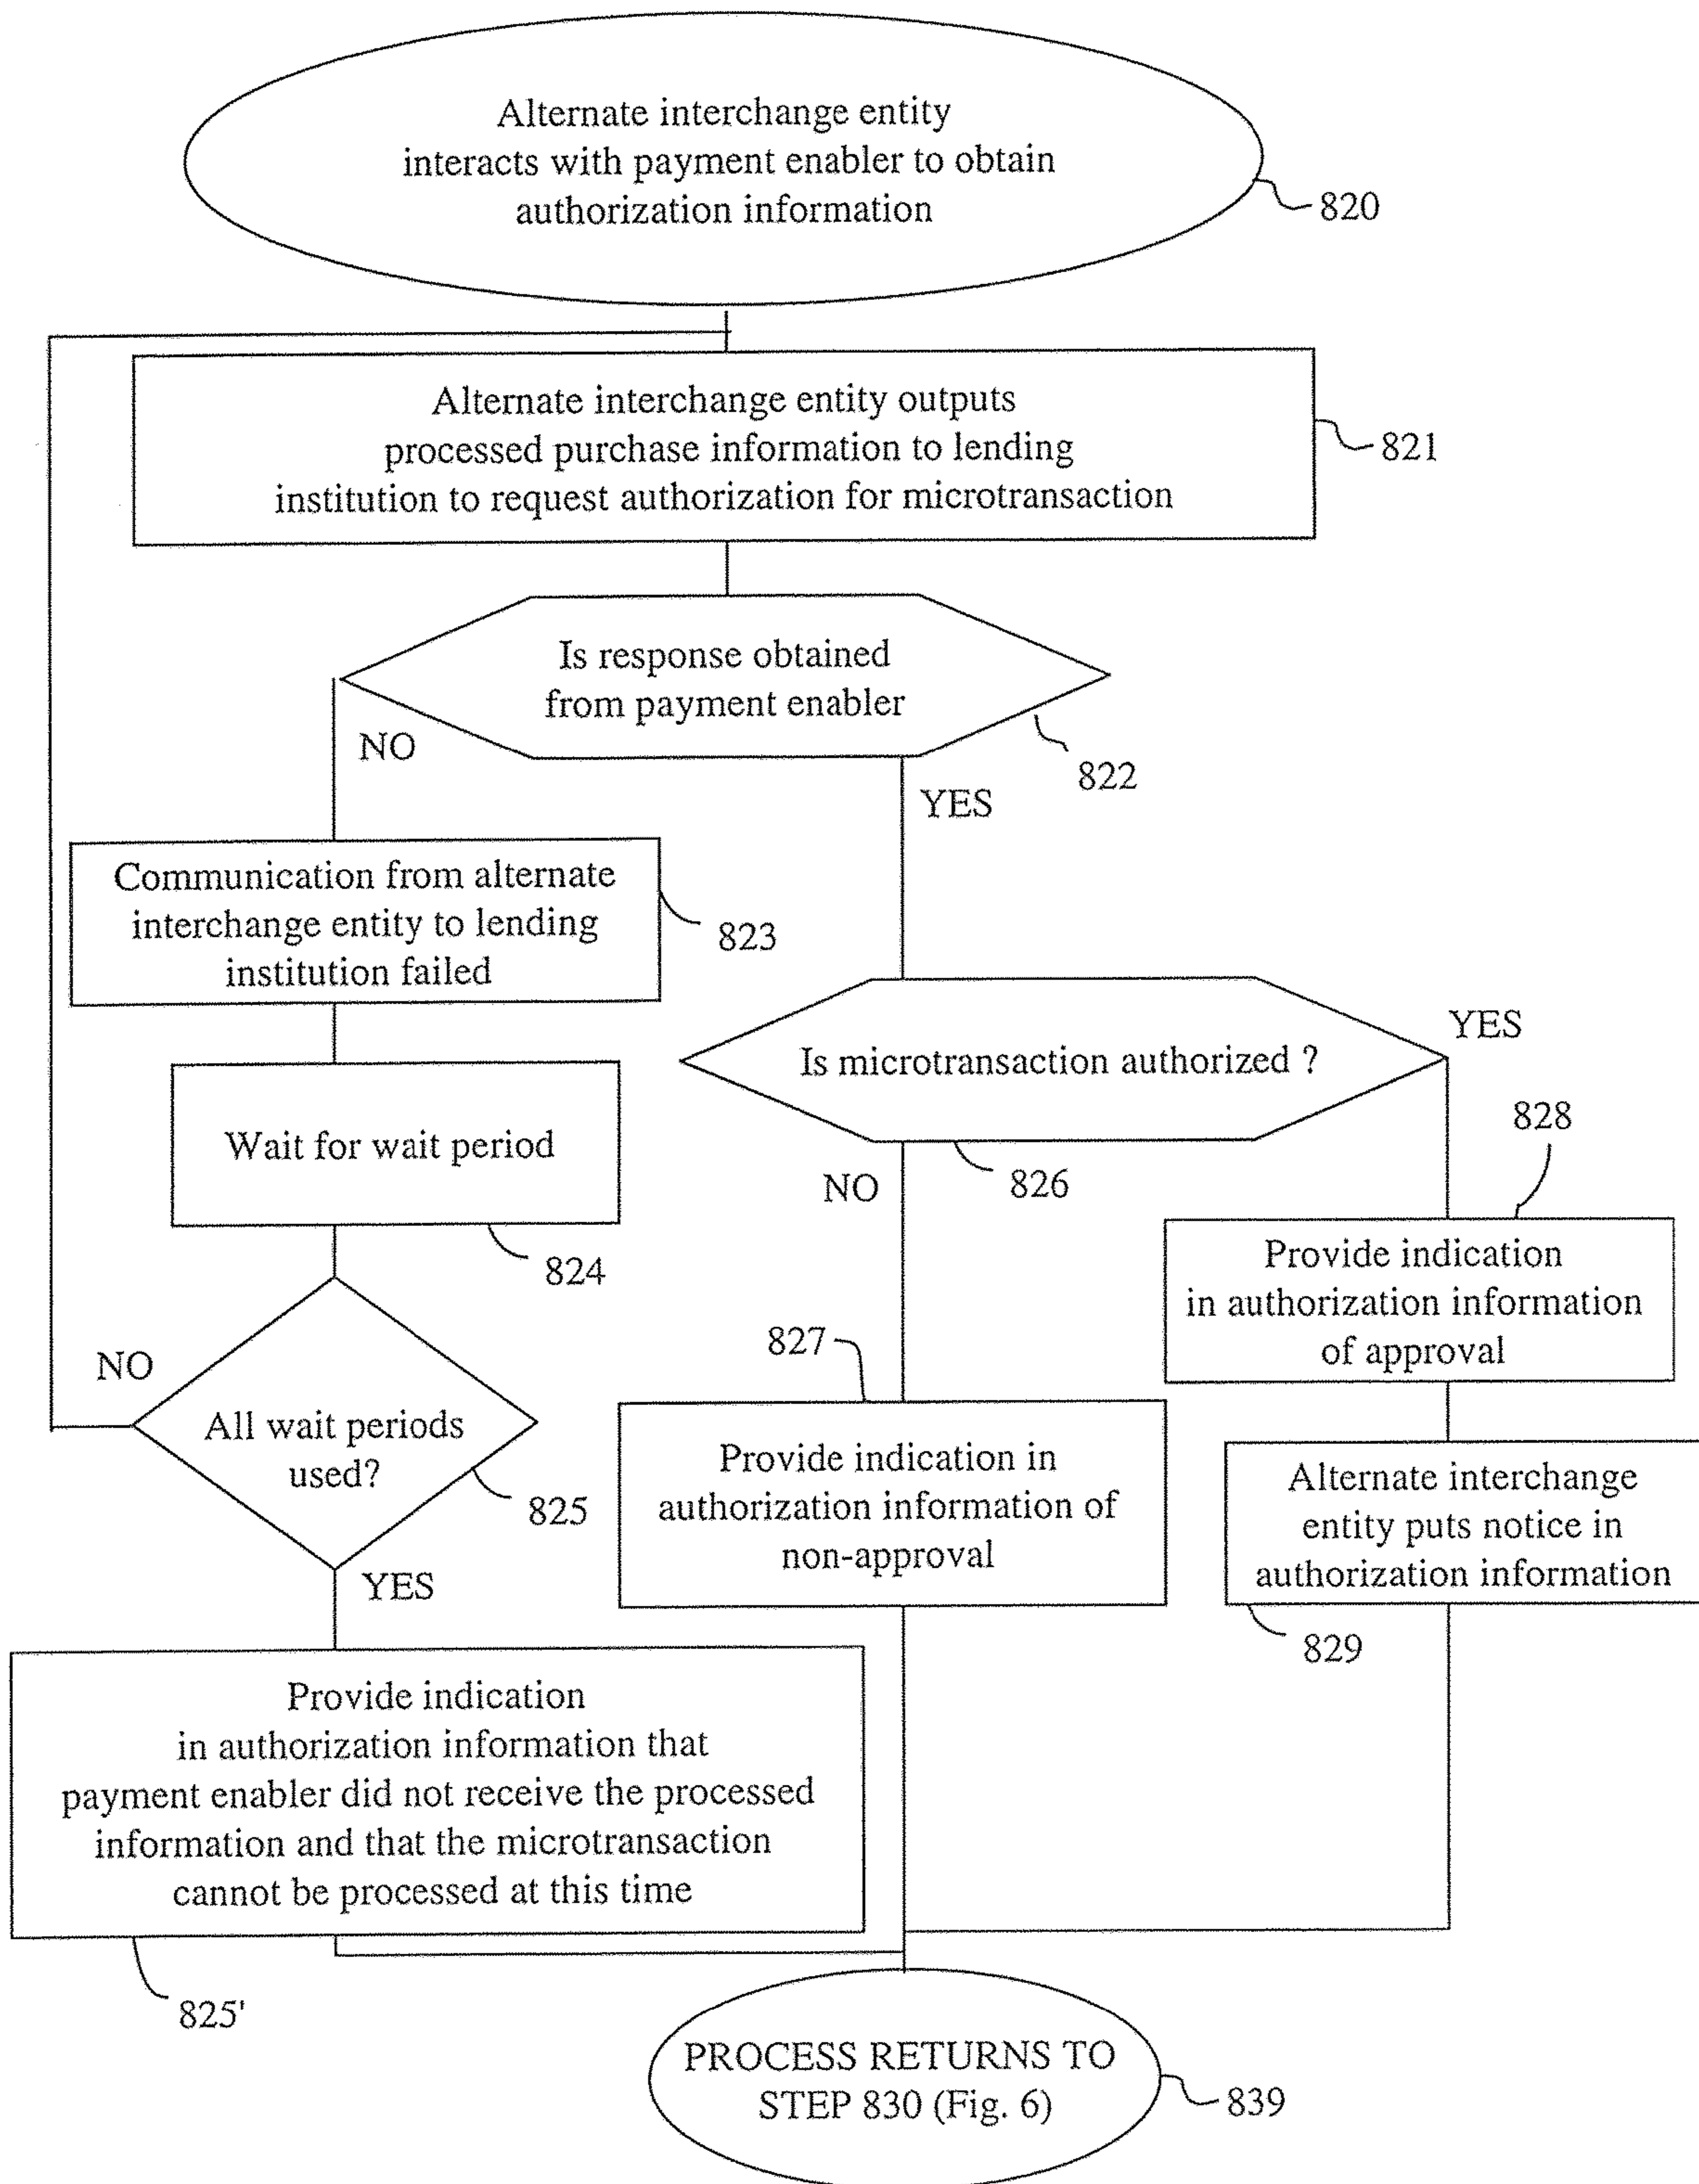 Alternate interchange entity
interacts with payment enabler to obtain
authorization information
820
Alternate interchange entity outputs
processed purchase information to lending
institution to request authorization for microtransaction
821
Is response obtained
from payment enabler
822
NO
YES
Communication from alternate
interchange entity to lending
institution failed
823
Is microtransaction authorized ?
YES
826
NO
Wait for wait period
824
828
Provide indication
in authorization information
of approval
827
Provide indication in
authorization information of
non-approval
NO
All wait periods
used?
825
YES
Alternate interchange
entity puts notice in
authorization information
829
Provide indication
in authorization information that
payment enabler did not receive the processed
information and that the microtransaction
cannot be processed at this time
825'
PROCESS RETURNS TO
STEP 830 (Fig. 6)
839